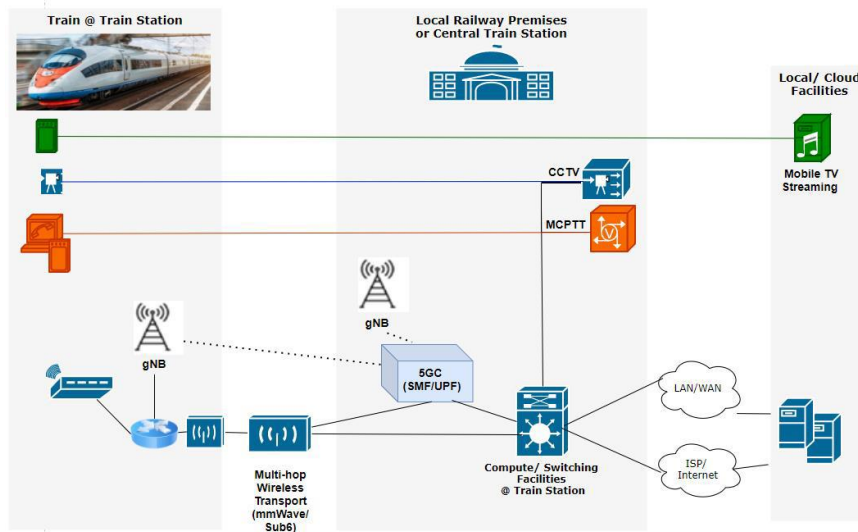 Train @ Train Station
Local Railway Premises
or Central Train Station
Local/ Cloud
Facilities
Mobile TV
Streaming
CCTV
MCPTT
gNB
gNB
5GC
(SMF/UPF)
LAN/WAN
Multi-hop
Wireless
Transport
(mmWave/
Sub6)
Compute/ Switching
Facilities
@ Train Station
ISP/
Internet
V